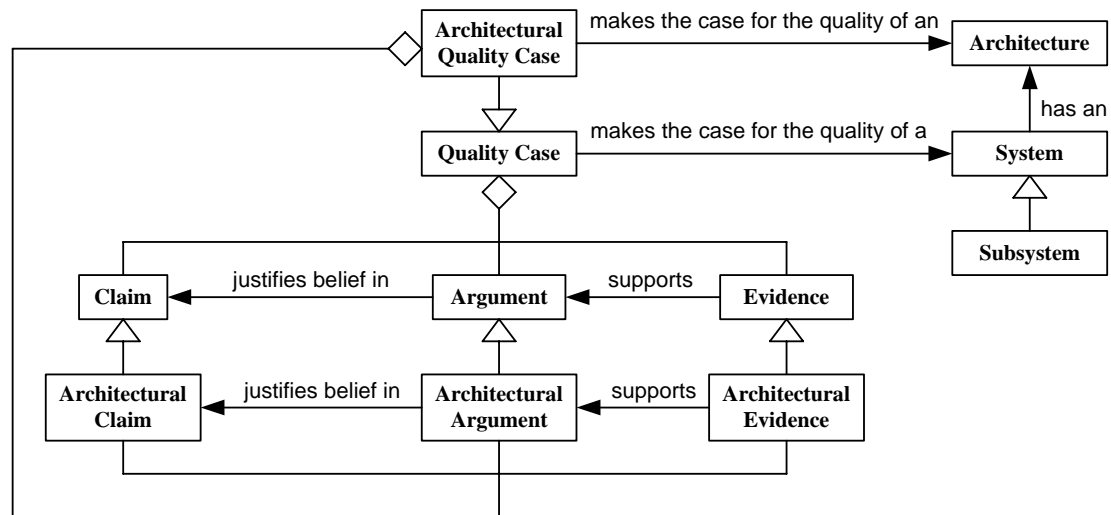 Architectural
Quality Case
makes the case for the quality of an
Architecture
has an
Quality Case
makes the case for the quality of a
System
Subsystem
Claim
justifies belief in
Argument
supports
Evidence
Architectural
Claim
justifies belief in
Architectural
Argument
supports
Architectural
Evidence